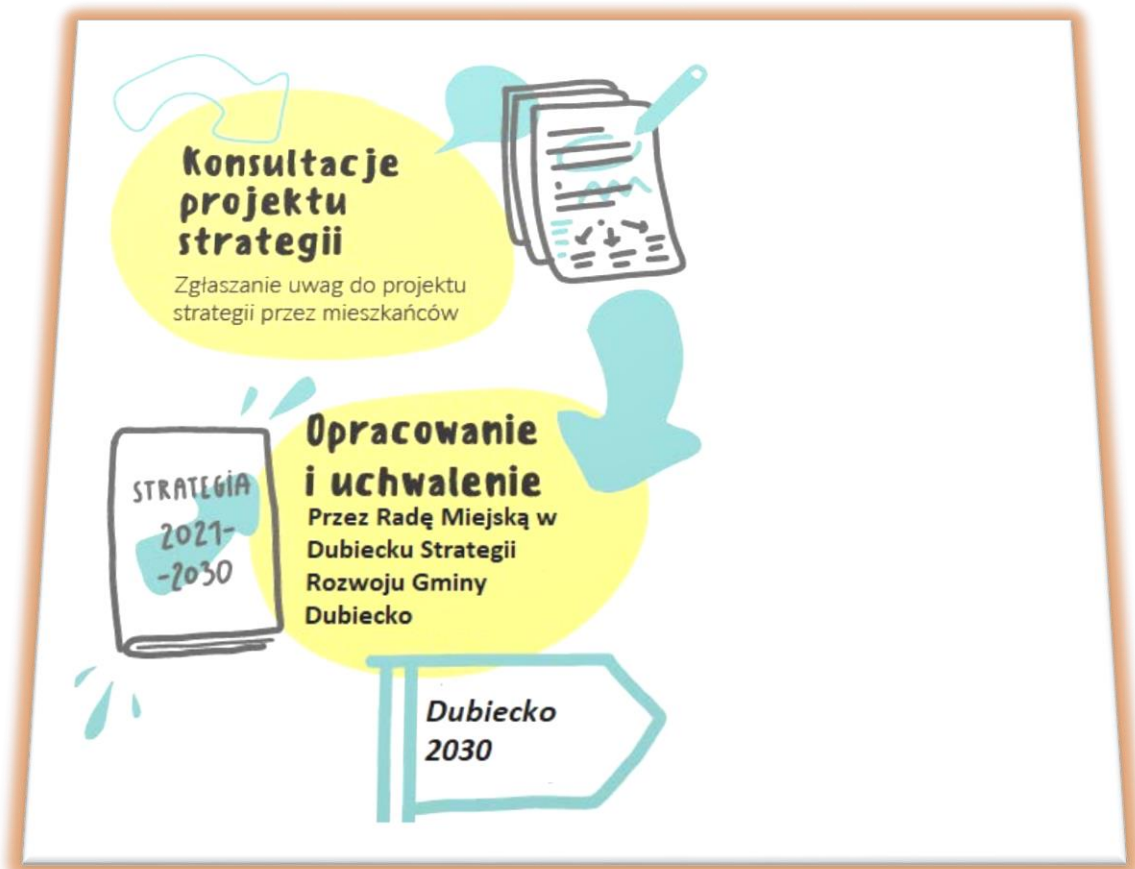 Konsultacje
projektu
strategii
Zgłaszanie uwag do projektu
strategii przez mieszkańców
Opracowanie
i uchwalenie
Przez Radę Miejską w
Dubiecku Strategii
Rozwoju Gminy
Dubiecko
STRATEGIA
2021-
-2030
Dubiecko
2030